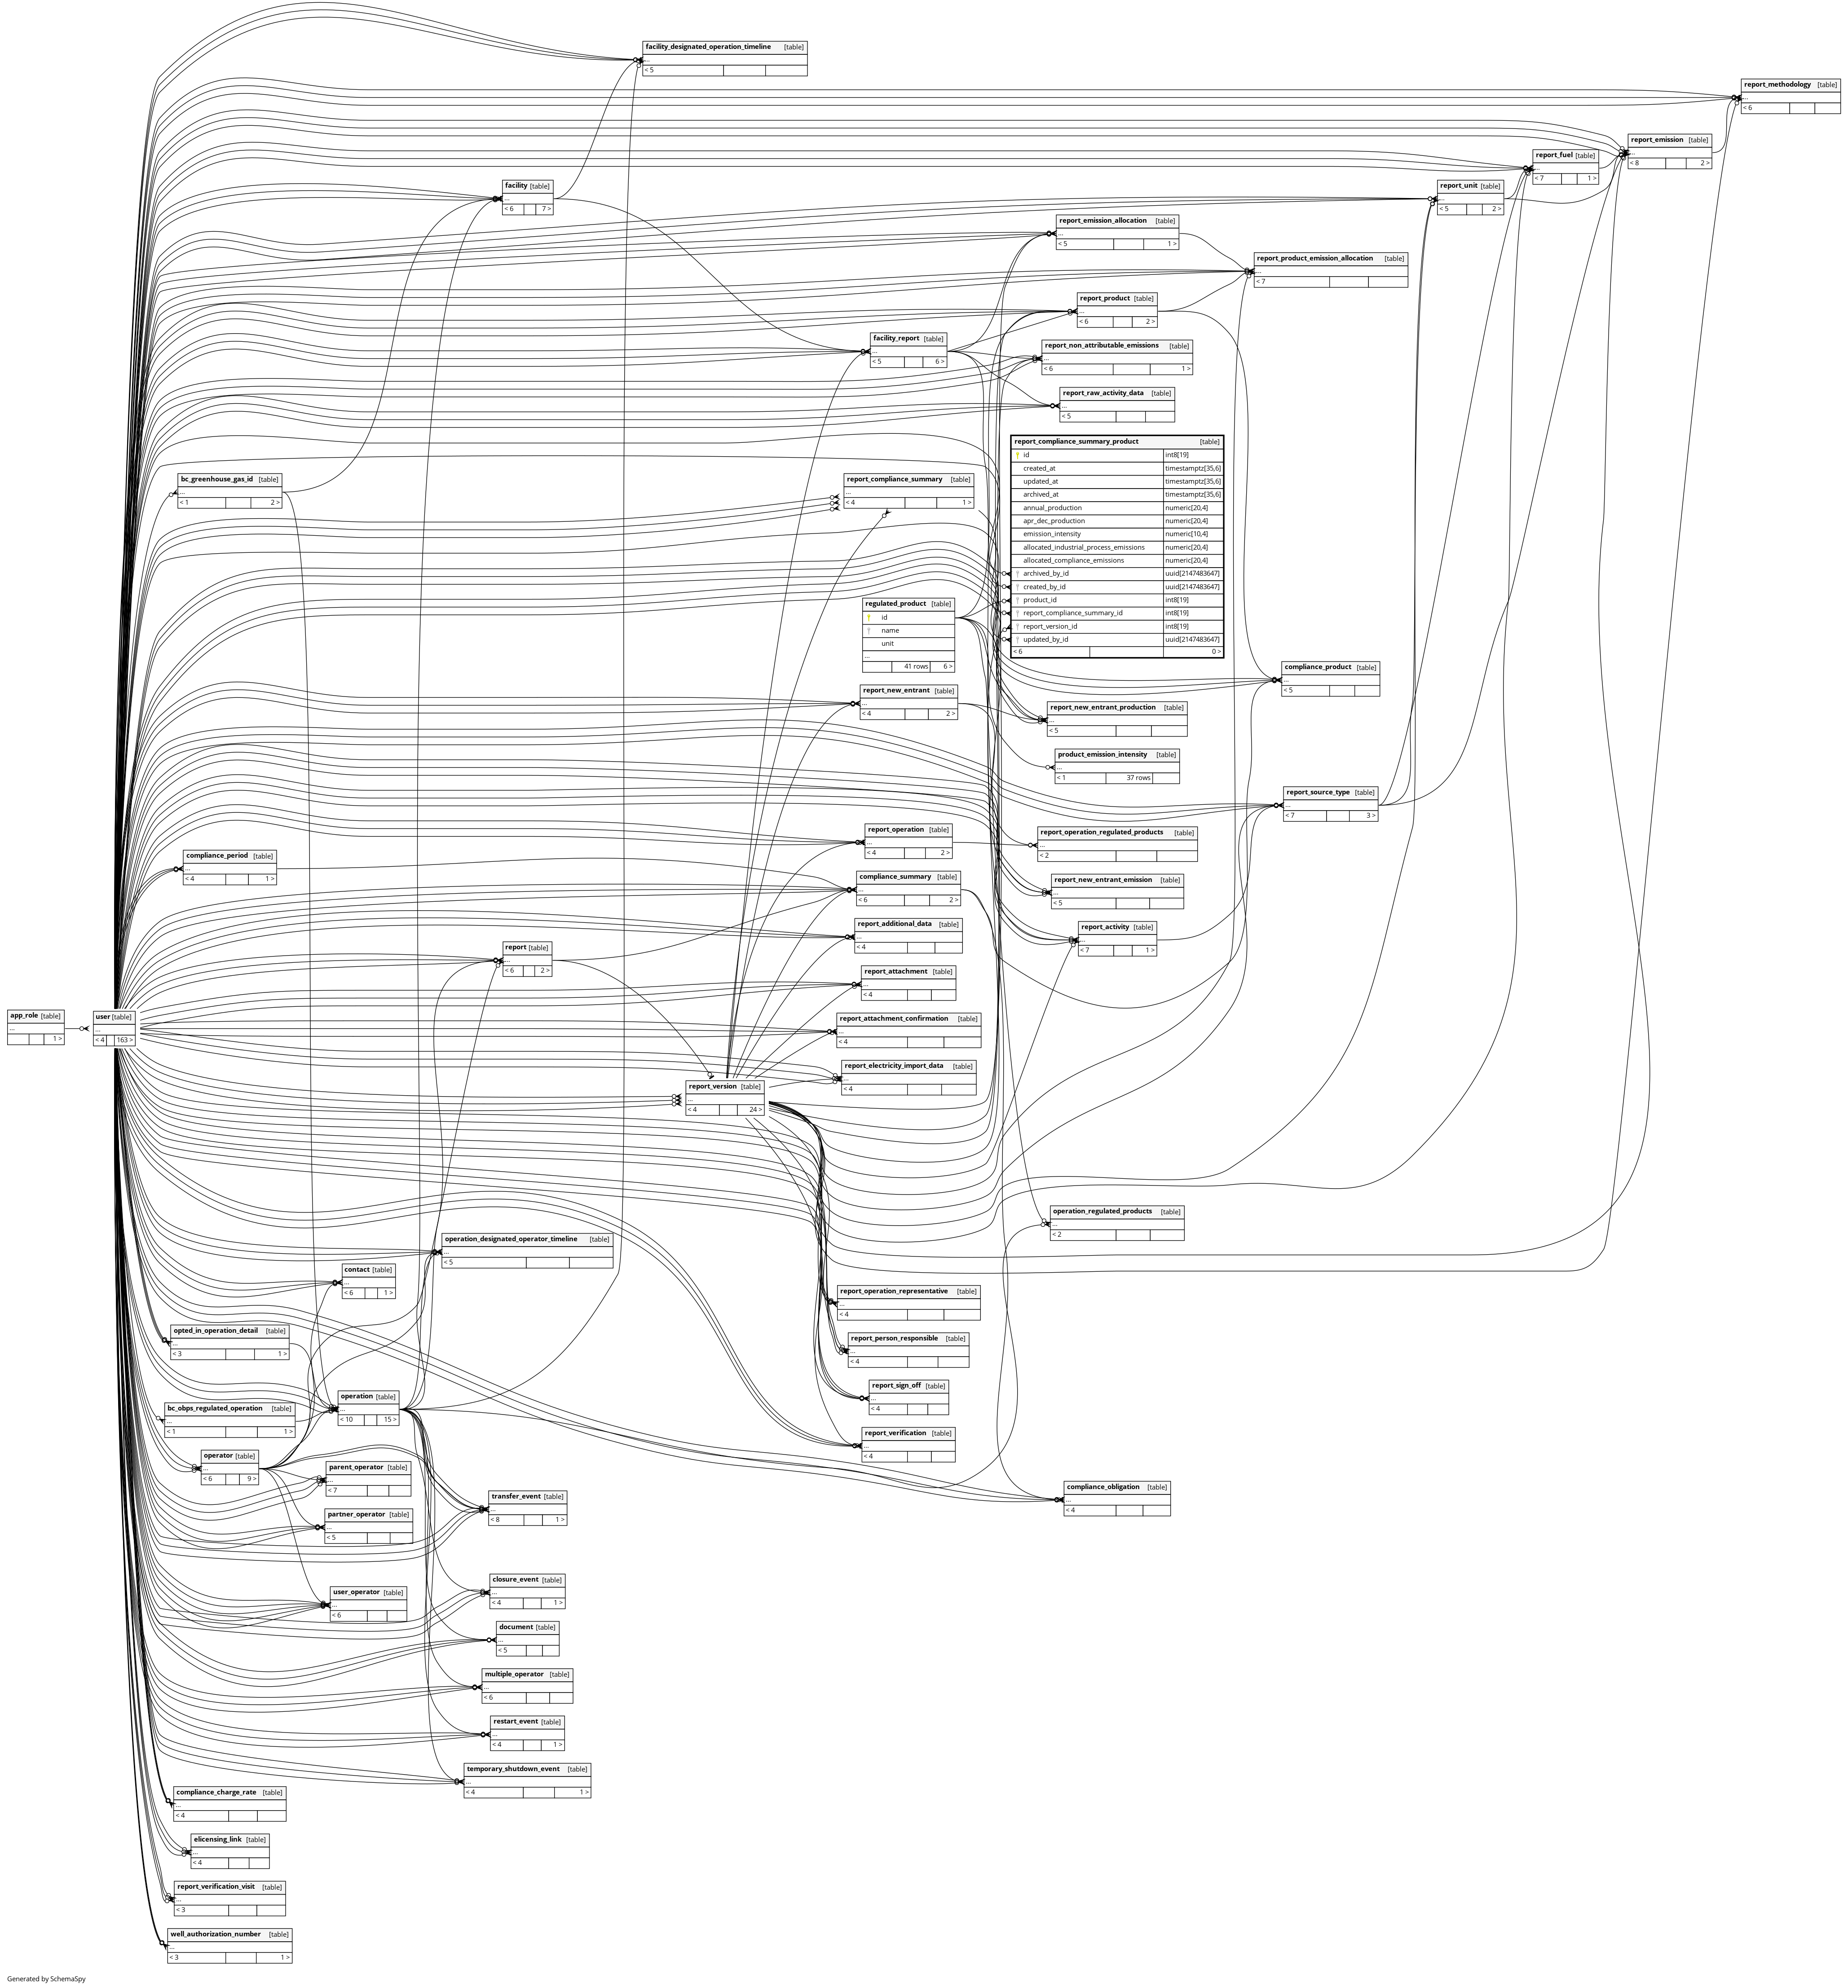 facility_designated_operation_timeline [table]
...
< 5
report_methodology [table]
...
< 6
report_emission [table]
...
< 8 2 >
report_fuel [table]
...
< 7 1 >
facility [table]
...
< 6 7 >
report_unit [table]
...
< 5 2 >
report_emission_allocation [table]
...
< 5 1 >
report_product_emission_allocation [table]
...
< 7
report_product [table]
...
< 6 2 >
facility_report [table]
...
< 5 6 >
report_non_attributable_emissions [table]
...
< 6 1 >
report_raw_activity_data [table]
...
< 5
report_compliance_summary_product [table]
id int8[19]
created_at timestamptz[35,6]
updated_at timestamptz[35,6]
archived_at timestamptz[35,6]
annual_production numeric[20,4]
apr_dec_production numeric[20,4]
emission_intensity numeric[10,4]
allocated_industrial_process_emissions numeric[20,4]
allocated_compliance_emissions numeric[20,4]
archived_by_id uuid[2147483647]
created_by_id uuid[2147483647]
product_id int8[19]
report_compliance_summary_id int8[19]
report_version_id int8[19]
updated_by_id uuid[2147483647]
< 6 0 >
bc_greenhouse_gas_id [table]
...
< 1 2 >
report_compliance_summary [table]
...
< 4 1 >
regulated_product [table]
id
name
unit
...
41 rows 6 >
compliance_product [table]
...
< 5
report_new_entrant [table]
...
< 4 2 >
report_new_entrant_production [table]
...
< 5
product_emission_intensity [table]
...
< 1 37 rows
report_source_type [table]
...
< 7 3 >
report_operation [table]
...
< 4 2 >
report_operation_regulated_products [table]
...
< 2
compliance_period [table]
...
< 4 1 >
compliance_summary [table]
...
< 6 2 >
report_new_entrant_emission [table]
...
< 5
report_additional_data [table]
...
< 4
report_activity [table]
...
< 7 1 >
report [table]
...
< 6 2 >
report_attachment [table]
...
< 4
app_role [table]
...
1 >
user [table]
...
< 4 163 >
report_attachment_confirmation [table]
...
< 4
report_electricity_import_data [table]
...
< 4
report_version [table]
...
< 4 24 >
operation_regulated_products [table]
...
< 2
operation_designated_operator_timeline [table]
...
< 5
contact [table]
...
< 6 1 >
report_operation_representative [table]
...
< 4
opted_in_operation_detail [table]
...
< 3 1 >
report_person_responsible [table]
...
< 4
report_sign_off [table]
...
< 4
operation [table]
...
< 10 15 >
bc_obps_regulated_operation [table]
...
< 1 1 >
report_verification [table]
...
< 4
operator [table]
...
< 6 9 >
parent_operator [table]
...
< 7
compliance_obligation [table]
...
< 4
transfer_event [table]
...
< 8 1 >
partner_operator [table]
...
< 5
closure_event [table]
...
< 4 1 >
user_operator [table]
...
< 6
document [table]
...
< 5
multiple_operator [table]
...
< 6
restart_event [table]
...
< 4 1 >
temporary_shutdown_event [table]
...
< 4 1 >
compliance_charge_rate [table]
...
< 4
elicensing_link [table]
...
< 4
report_verification_visit [table]
...
< 3
well_authorization_number [table]
...
< 3 1 >
Generated by SchemaSpy